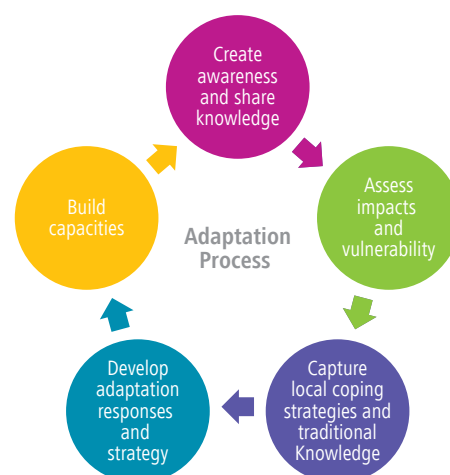 Create
awareness
and share
knowledge
Assess
impacts
and
vulnerability
Capture
local coping
strategies and
traditional
Knowledge
Develop
adaptation
responses
and
strategy
Build
capacities
Adaptation
Process